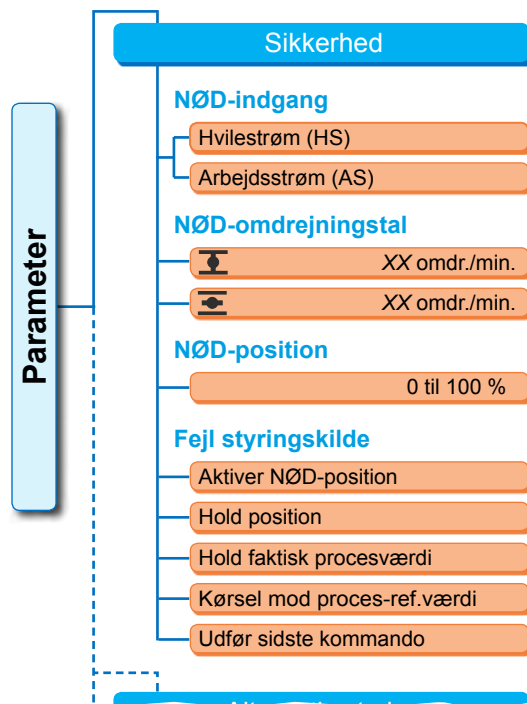 Sikkerhed
NØD-indgang
Hvilestrøm (HS)
Arbejdsstrøm (AS)
NØD-omdrejningstal
XX omdr./min.
XX omdr./min.
NØD-position
0 til 100 %
Fejl styringskilde
Aktiver NØD-position
Hold position
Hold faktisk procesværdi
Kørsel mod proces-ref.værdi
Udfør sidste kommando
Parameter